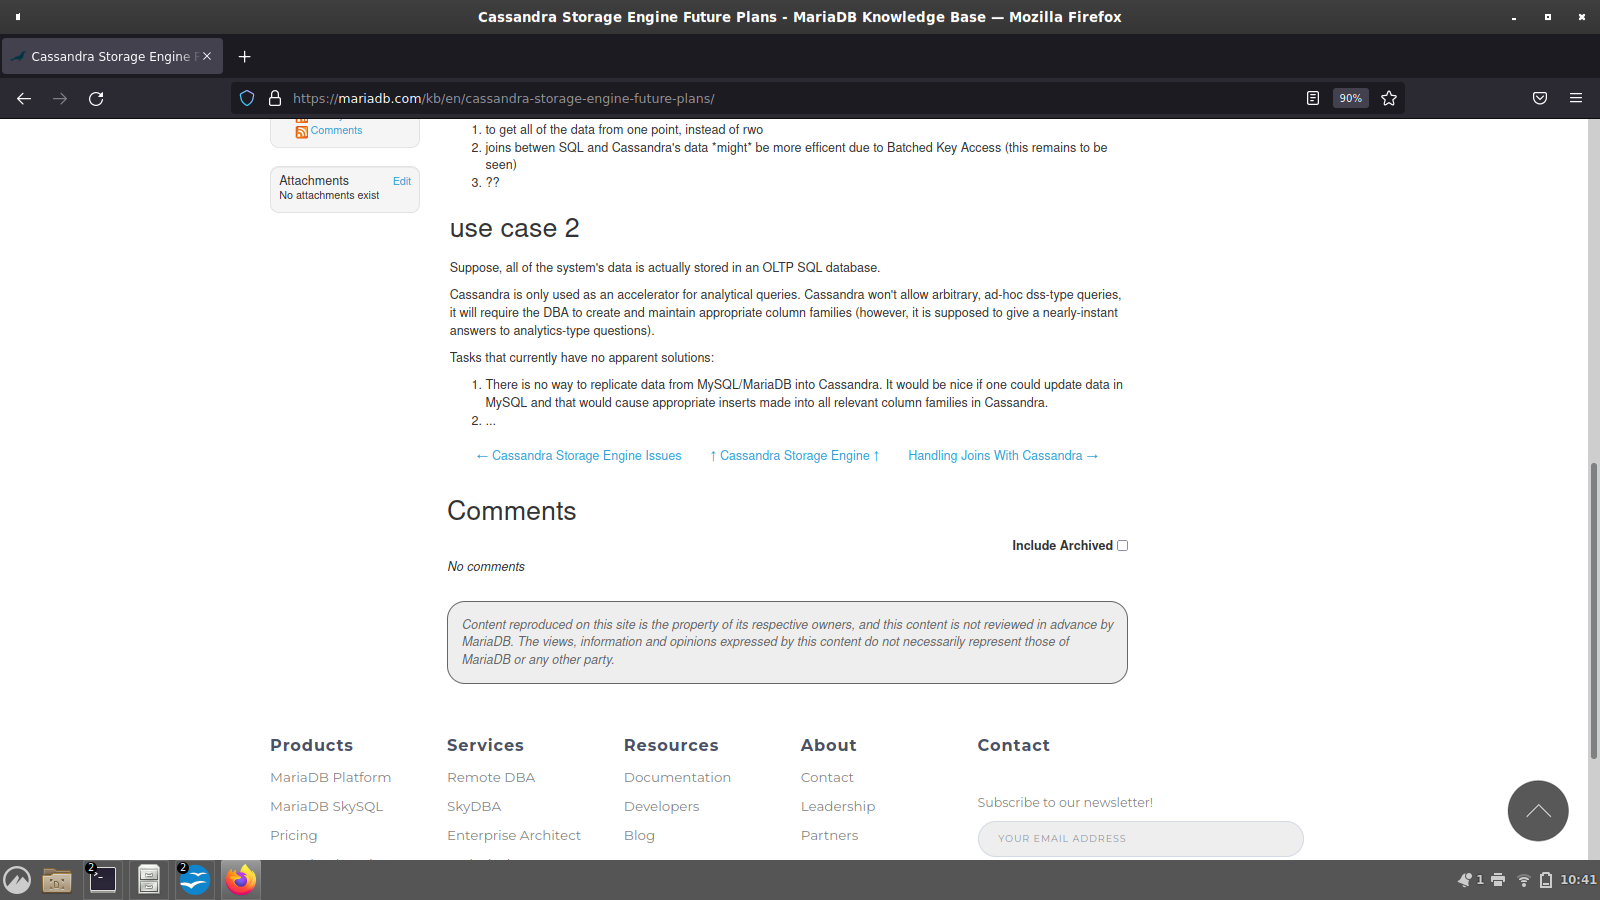 Cassandra Storage Engine Future Plans - MariaDB Knowledge Base — Mozilla Firefox
Cassandra Storage Engine F
https://mariadb.com/kb/en/cassandra-storage-engine-future-plans/
90%
Comments
Attachments
Edit
No attachments exist
1. to get all of the data from one point, instead of rwo
2. joins betwen SQL and Cassandra's data *might* be more efficent due to Batched Key Access (this remains to be
seen)
3. ??
use case 2
Suppose, all of the system's data is actually stored in an OLTP SQL database.
Cassandra is only used as an accelerator for analytical queries. Cassandra won't allow arbitrary, ad-hoc dss-type queries,
it will require the DBA to create and maintain appropriate column families (however, it is supposed to give a nearly-instant
answers to analytics-type questions).
Tasks that currently have no apparent solutions:
1. There is no way to replicate data from MySQL/MariaDB into Cassandra. It would be nice if one could update data in
MySQL and that would cause appropriate inserts made into all relevant column families in Cassandra.
2. ...
← Cassandra Storage Engine Issues
↑ Cassandra Storage Engine ↑
Handling Joins With Cassandra →
Comments
Include Archived
No comments
Content reproduced on this site is the property of its respective owners, and this content is not reviewed in advance by
MariaDB. The views, information and opinions expressed by this content do not necessarily represent those of
MariaDB or any other party.
Products
MariaDB Platform
MariaDB SkySQL
Pricing
Services
Remote DBA
SkyDBA
Enterprise Architect
Resources
Documentation
Developers
Blog
About
Contact
Leadership
Partners
Contact
Subscribe to our newsletter!
YOUR EMAIL ADDRESS
2
2
1
10:41